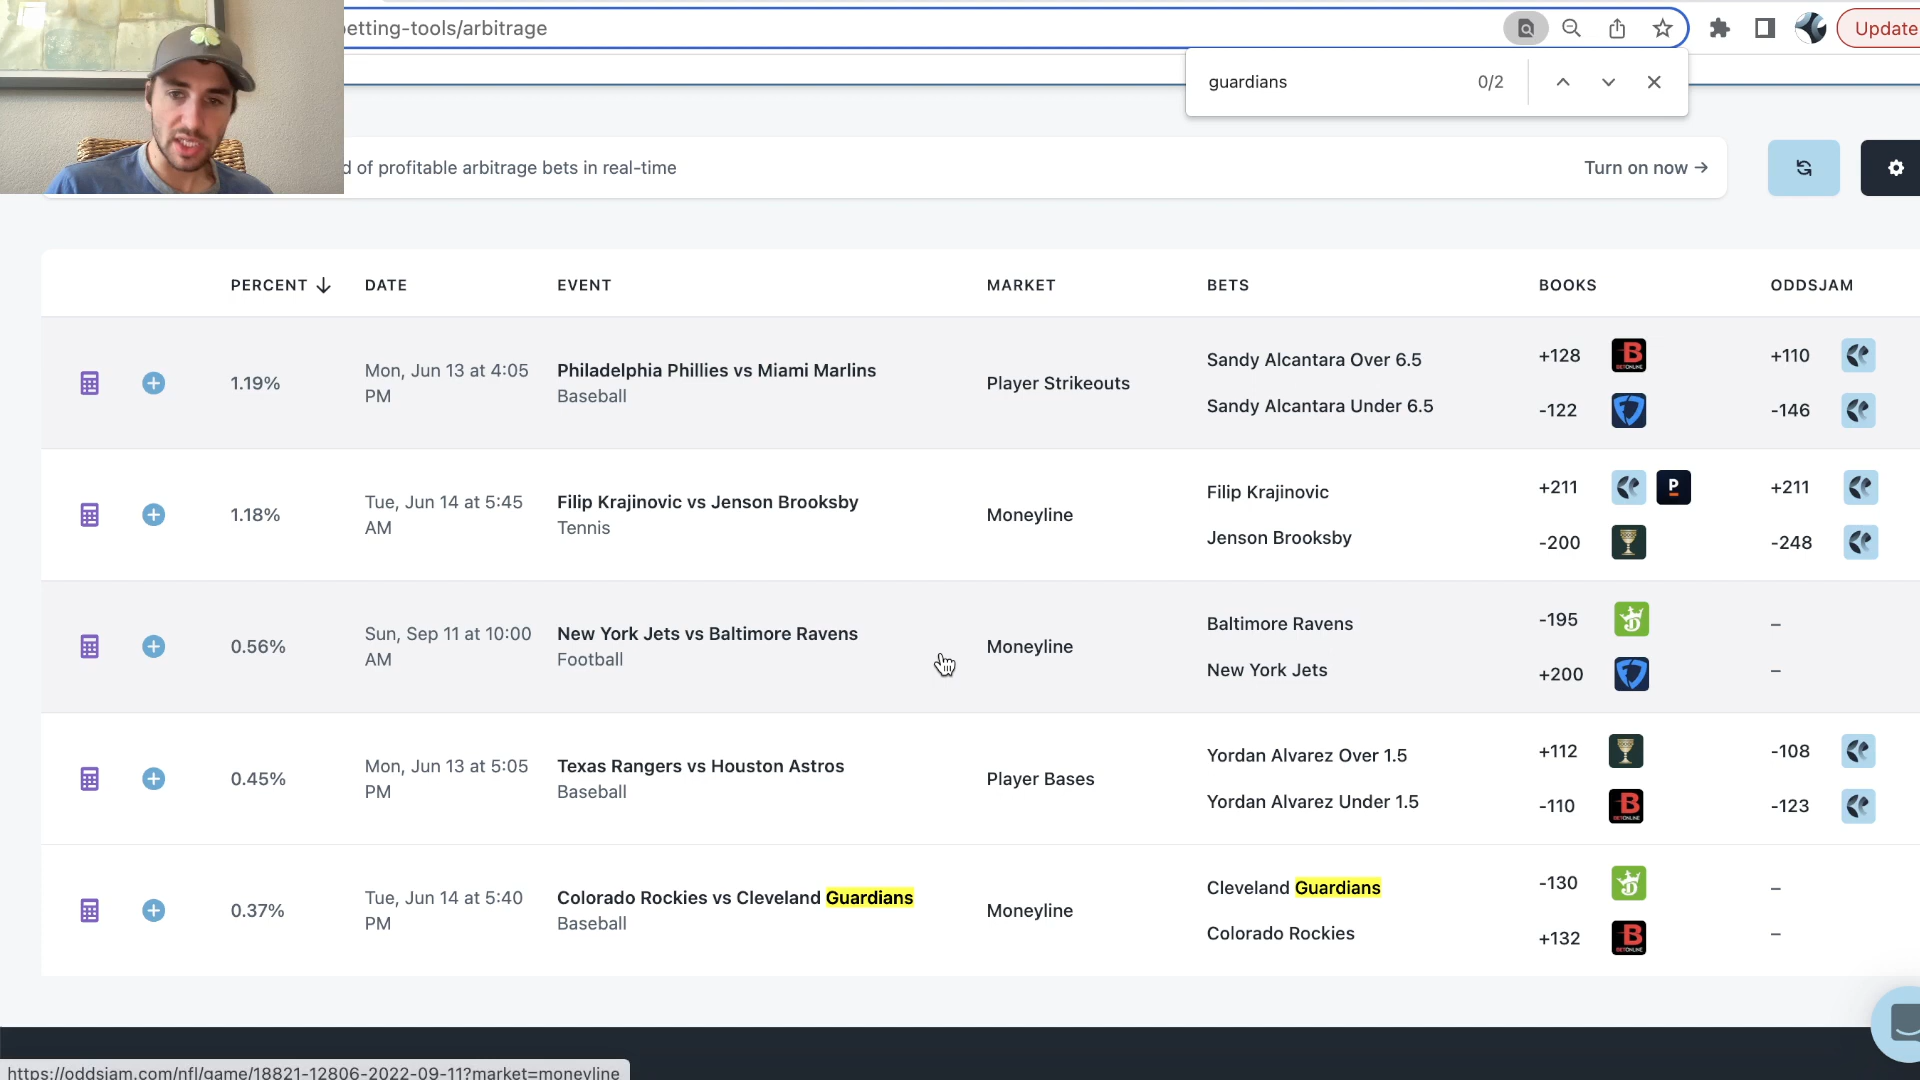 etting-tools/arbitrage
Update
guardians 0/2
d of profitable arbitrage bets in real-time
Turn on now →
PERCENT DATE EVENT MARKET BETS BOOKS ODDSJAM
1.19%
Mon, Jun 13 at 4:05
PM
Philadelphia Phillies vs Miami Marlins
Baseball
Player Strikeouts
Sandy Alcantara Over 6.5
Sandy Alcantara Under 6.5
+128 B BETONLINE +110
-122 -146
1.18%
Tue, Jun 14 at 5:45
AM
Filip Krajinovic vs Jenson Brooksby
Tennis
Moneyline
Filip Krajinovic
Jenson Brooksby
+211 P +211
-200 -248
0.56%
Sun, Sep 11 at 10:00
AM
New York Jets vs Baltimore Ravens
Football
Moneyline
Baltimore Ravens
New York Jets
-195 –
+200 –
0.45%
Mon, Jun 13 at 5:05
PM
Texas Rangers vs Houston Astros
Baseball
Player Bases
Yordan Alvarez Over 1.5
Yordan Alvarez Under 1.5
+112 -108
-110 B BETONLINE -123
0.37%
Tue, Jun 14 at 5:40
PM
Colorado Rockies vs Cleveland Guardians
Baseball
Moneyline
Cleveland Guardians
Colorado Rockies
-130 –
+132 B BETONLINE –
https://oddsjam.com/nfl/game/18821-12806-2022-09-11?market=moneyline